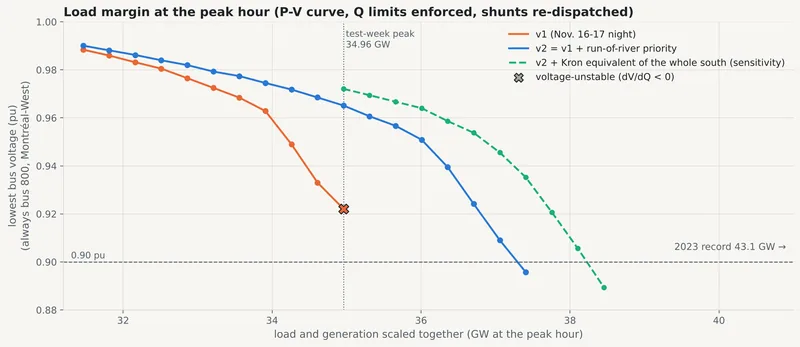 Load margin at the peak hour (P-V curve, Q limits enforced, shunts re-dispatched)
1.00
0.98
0.96
0.94
0.92
0.90
0.88
lowest bus voltage (pu)
(always bus 800, Montreal-West)
test-week peak
34.96 GW
v1 (Nov. 16-17 night)
v2 = v1 + run-of-river priority
v2 + Kron equivalent of the whole south (sensitivity)
voltage-unstable (dV/dQ < 0)
0.90 pu
2023 record 43.1 GW →
32
34
36
38
40
load and generation scaled together (GW at the peak hour)